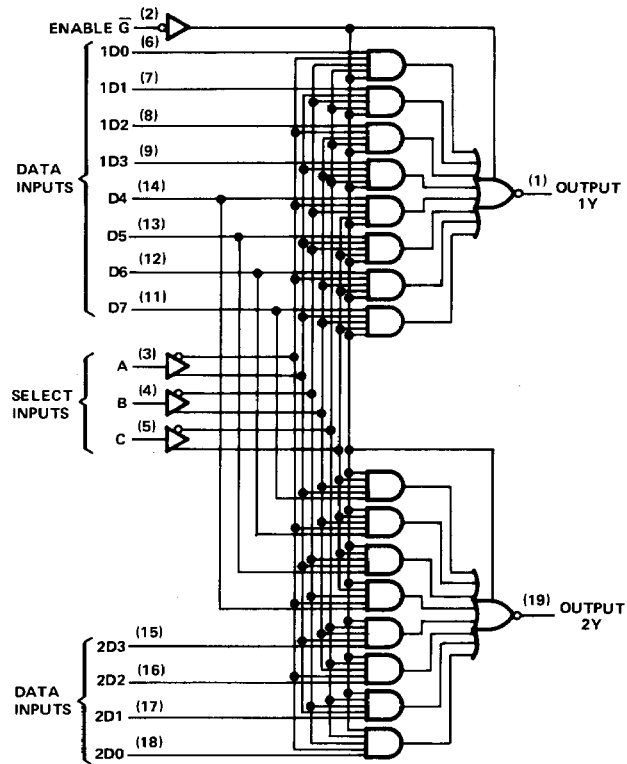 ENABLE G̅ (2)
1D0 (6)
1D1 (7)
1D2 (8)
1D3 (9)
DATA
INPUTS
D4 (14)
D5 (13)
D6 (12)
D7 (11)
(1) OUTPUT
1Y
SELECT
INPUTS
A (3)
B (4)
C (5)
(19) OUTPUT
2Y
DATA
INPUTS
2D3 (15)
2D2 (16)
2D1 (17)
2D0 (18)